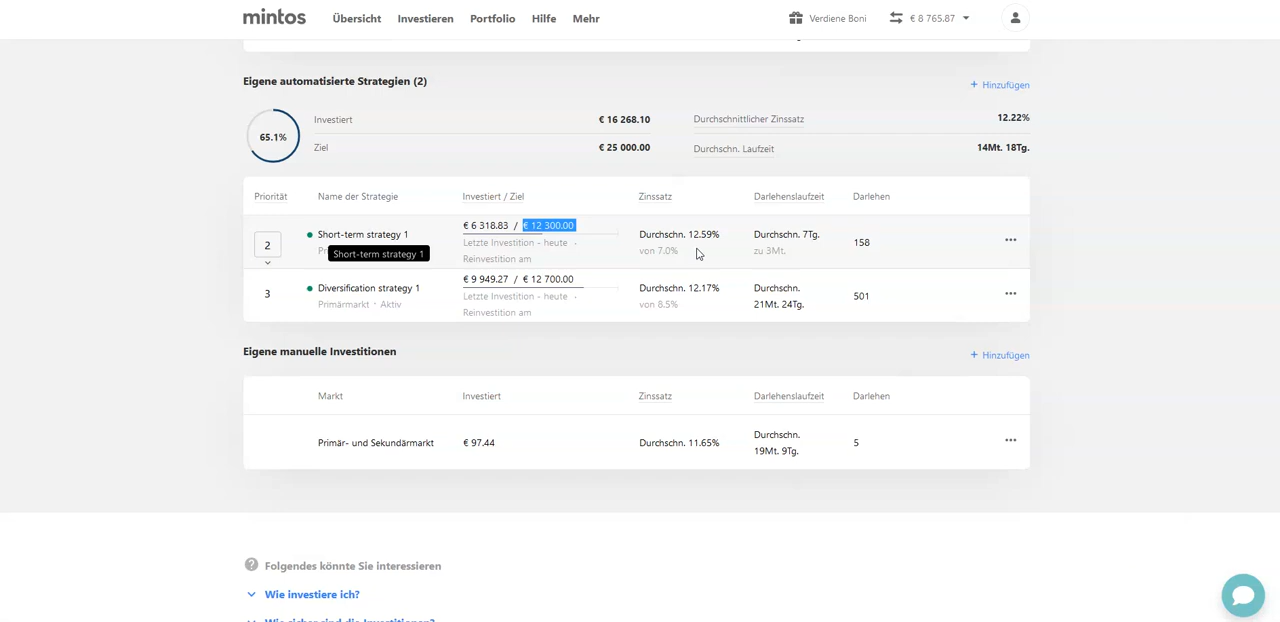 mintos
Übersicht Investieren Portfolio Hilfe Mehr
Verdiene Boni
€ 8 765.87
Eigene automatisierte Strategien (2)
+ Hinzufügen
65.1%
Investiert € 16 268.10
Ziel € 25 000.00
Durchschnittlicher Zinssatz 12.22%
Durchschn. Laufzeit 14Mt. 18Tg.
Priorität Name der Strategie Investiert / Ziel Zinssatz Darlehenslaufzeit Darlehen
2
Short-term strategy 1
Short-term strategy 1
€ 6 318.83 / € 12 300.00
Letzte Investition - heute ·
Reinvestition am
Durchschn. 12.59%
von 7.0%
Durchschn. 7Tg.
zu 3Mt.
158
3
Diversification strategy 1
Primärmarkt · Aktiv
€ 9 949.27 / € 12 700.00
Letzte Investition - heute ·
Reinvestition am
Durchschn. 12.17%
von 8.5%
Durchschn.
21Mt. 24Tg.
501
Eigene manuelle Investitionen
+ Hinzufügen
Markt Investiert Zinssatz Darlehenslaufzeit Darlehen
Primär- und Sekundärmarkt
€ 97.44
Durchschn. 11.65%
Durchschn.
19Mt. 9Tg.
5
Folgendes könnte Sie interessieren
Wie investiere ich?
Wie sicher sind die Investitionen?